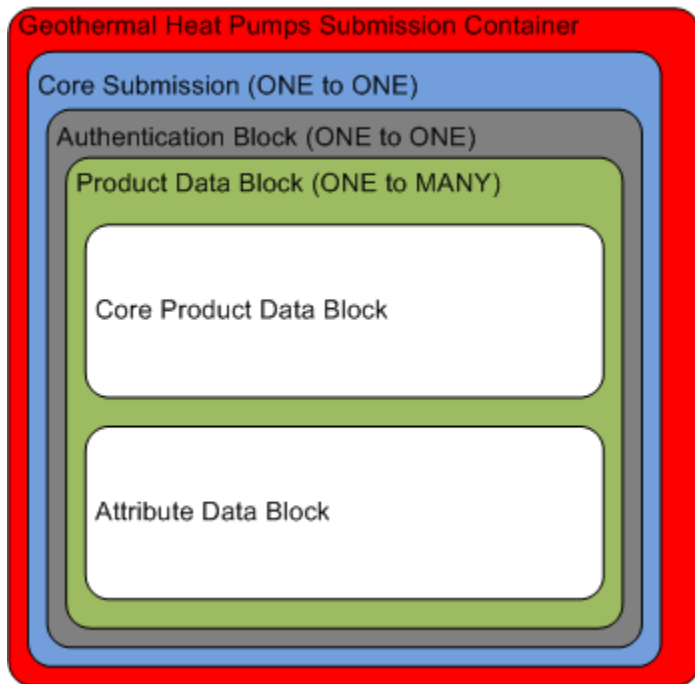 Geothermal Heat Pumps Submission Container
Core Submission (ONE to ONE)
Authentication Block (ONE to ONE)
Product Data Block (ONE to MANY)
Core Product Data Block
Attribute Data Block